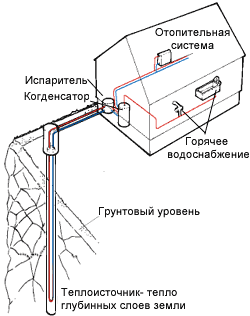 Отопительная
система
Испаритель
Когденсатор
Горячее
водоснабжение
Грунтовый уровень
Теплоисточник- тепло
глубинных слоев земли